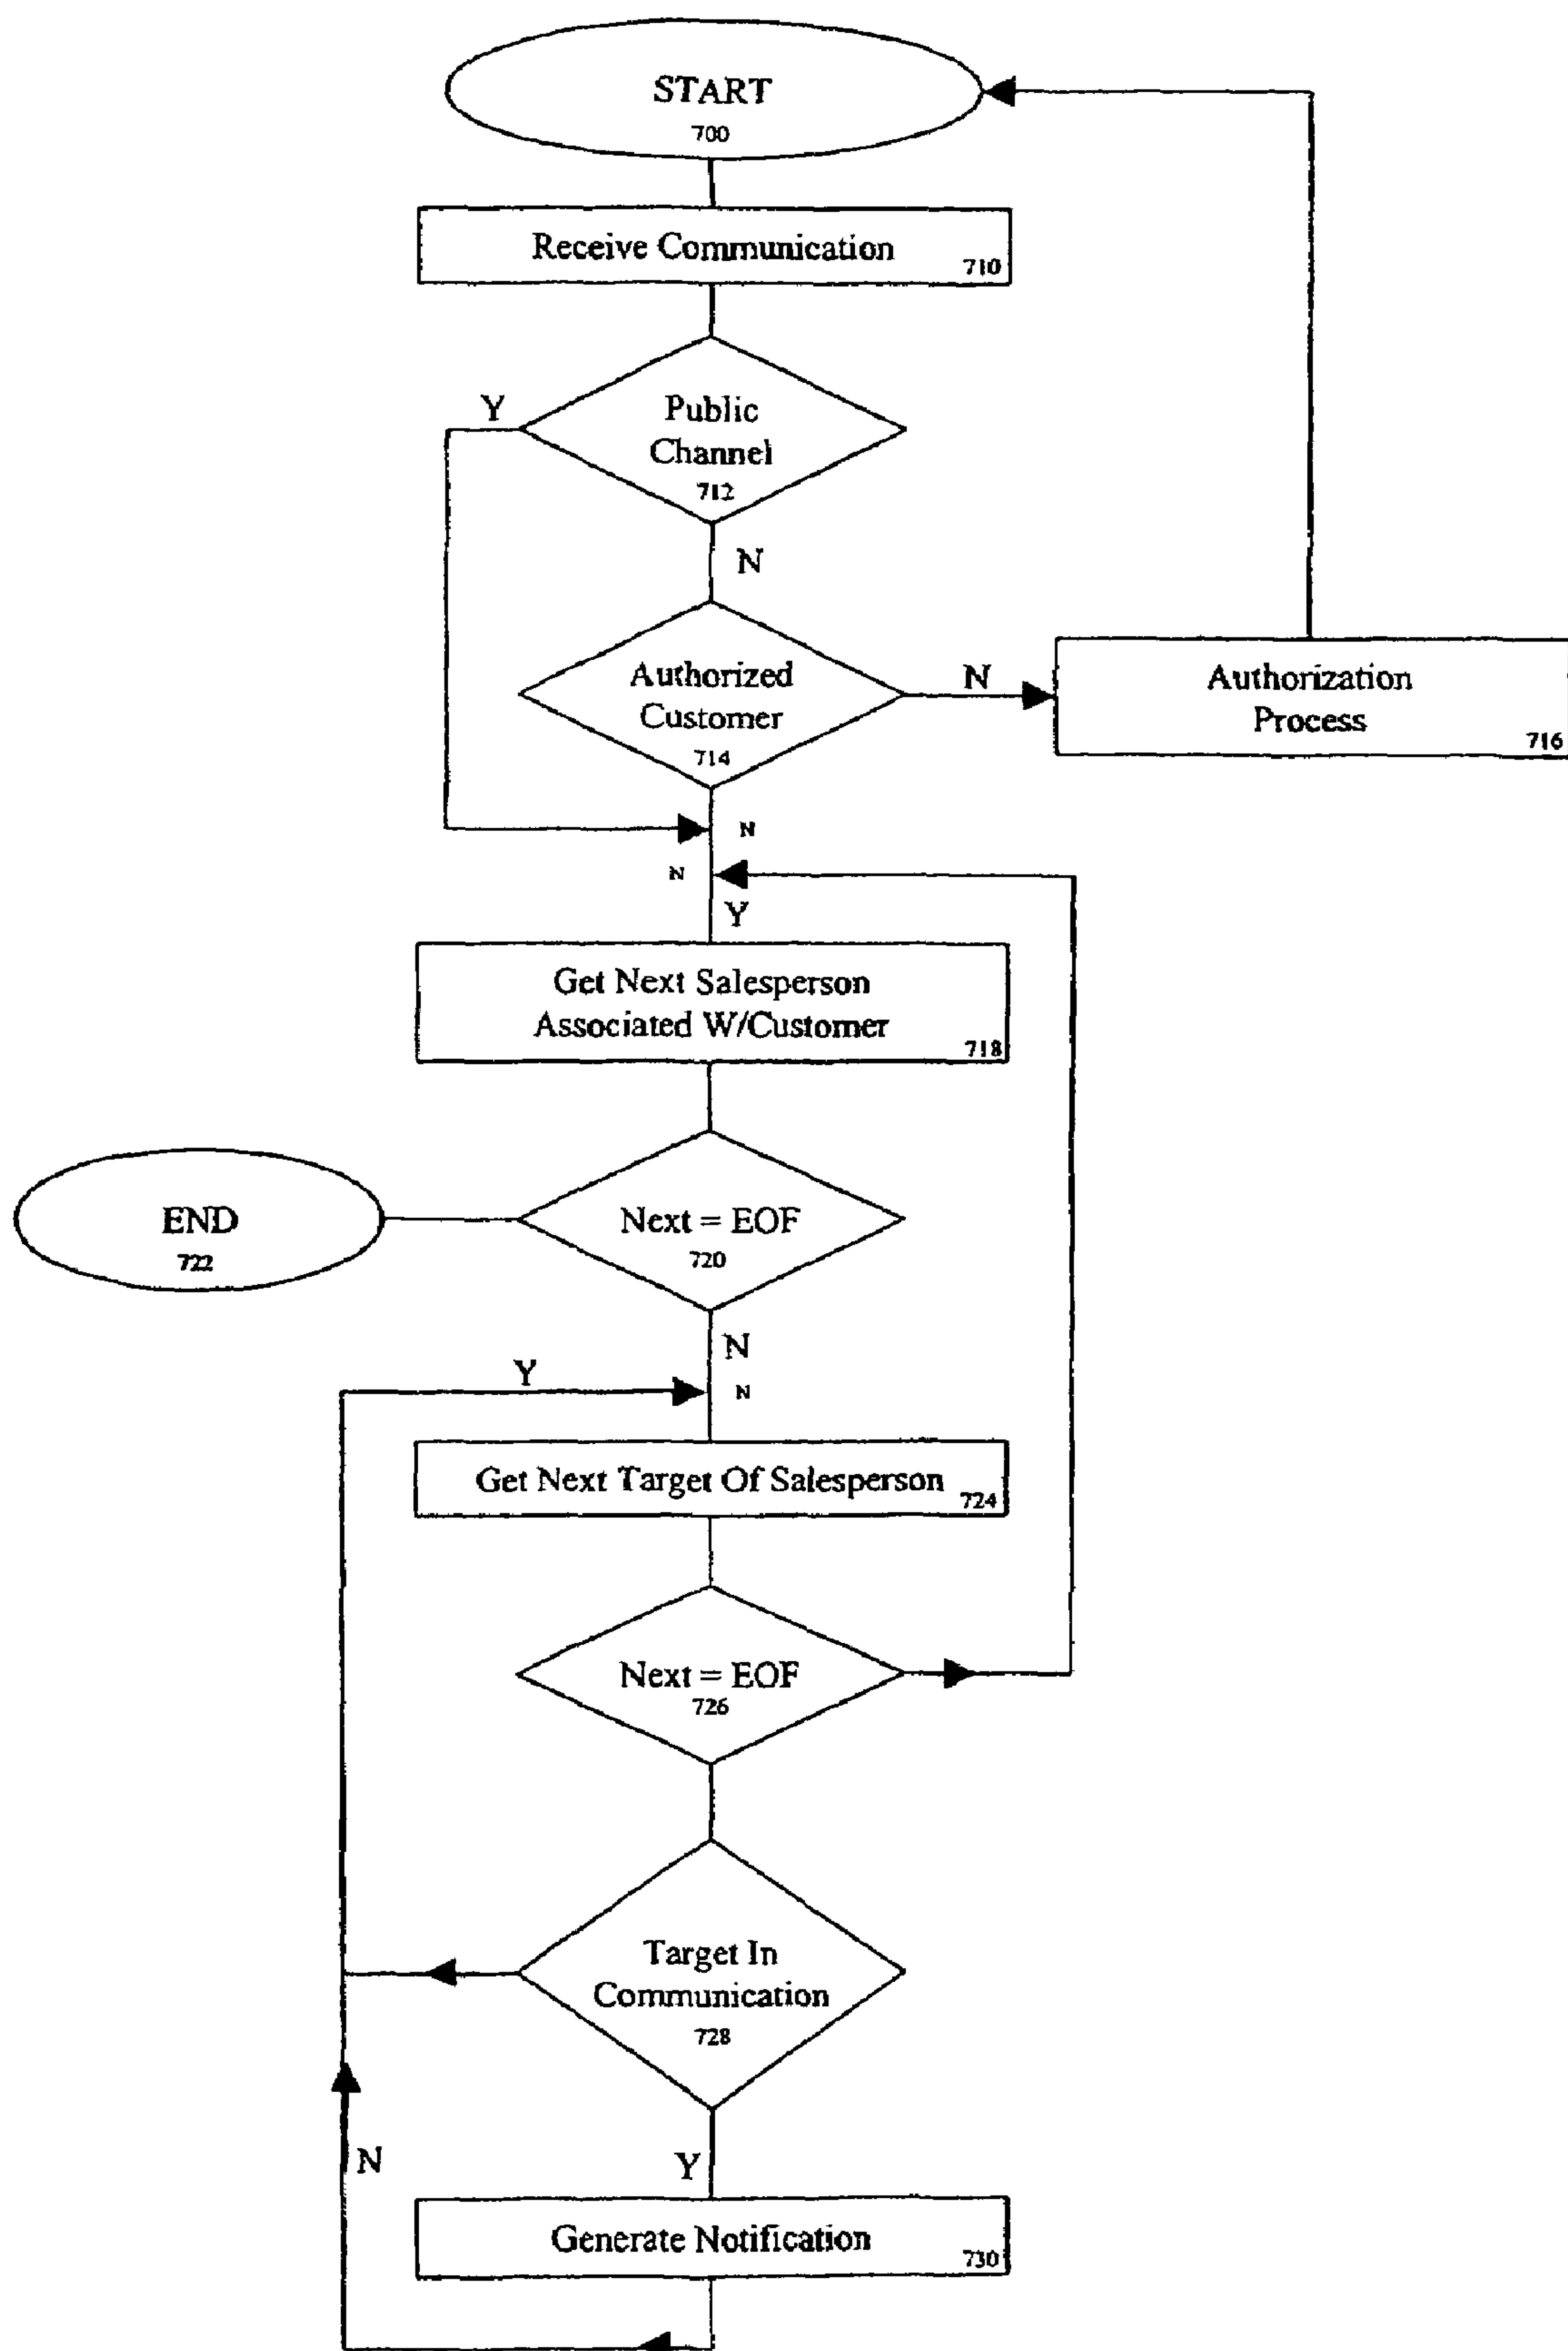 START
700
Receive Communication
710
Y
Public
Channel
712
N
Authorized
Customer
714
N
Authorization
Process
716
N
N
Y
Get Next Salesperson
Associated W/Customer
718
END
722
Next = EOF
720
N
Y
N
Get Next Target Of Salesperson
724
Next = EOF
726
Target In
Communication
728
N
Y
Generate Notification
730